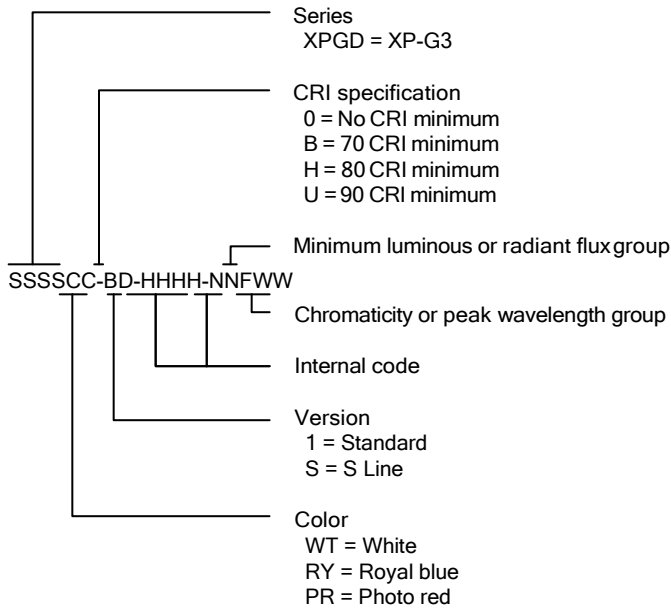 Series
XPGD = XP-G3
CRI specification
0 = No CRI minimum
B = 70 CRI minimum
H = 80 CRI minimum
U = 90 CRI minimum
Minimum luminous or radiant flux group
SSSSCC-BD-HHHH-NNFWW
Chromaticity or peak wavelength group
Internal code
Version
1 = Standard
S = S Line
Color
WT = White
RY = Royal blue
PR = Photo red